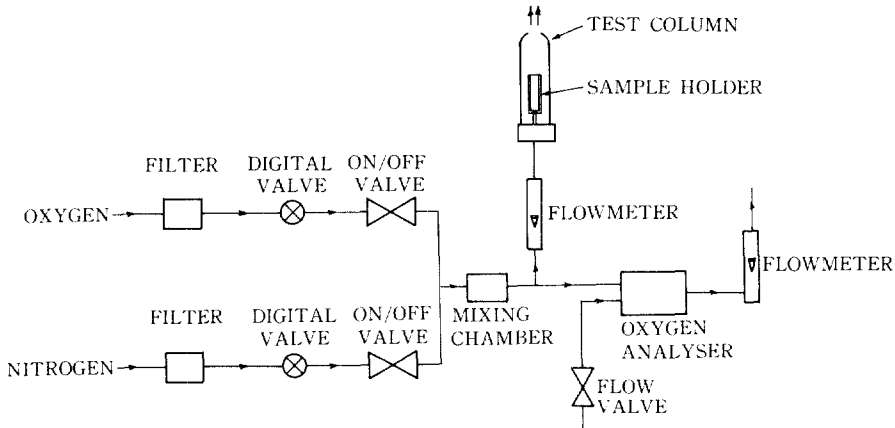 TEST COLUMN
SAMPLE HOLDER
FILTER
DIGITAL
VALVE
ON/OFF
VALVE
OXYGEN
FLOWMETER
FLOWMETER
MIXING
CHAMBER
OXYGEN
ANALYSER
FILTER
DIGITAL
VALVE
ON/OFF
VALVE
NITROGEN
FLOW
VALVE